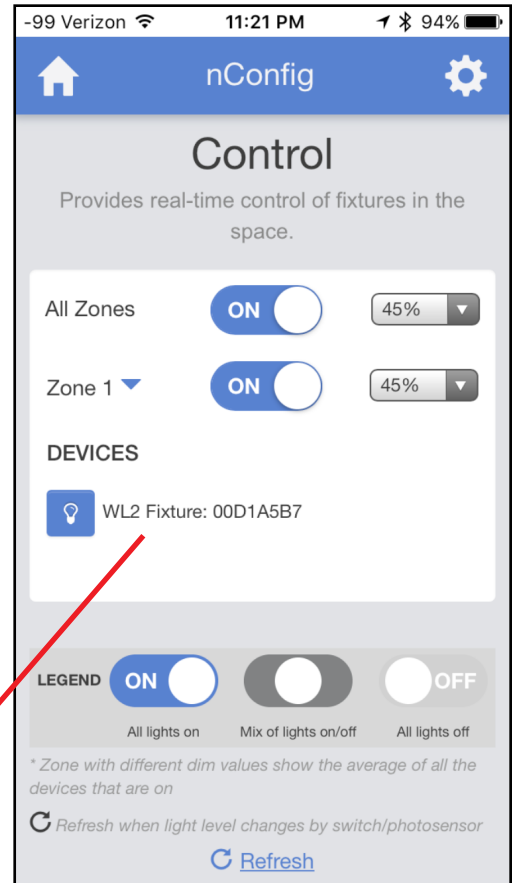 -99 Verizon 11:21 PM 94%
nConfig
Control
Provides real-time control of fixtures in the
space.
All Zones ON 45%
Zone 1 ON 45%
DEVICES
WL2 Fixture: 00D1A5B7
LEGEND ON OFF
All lights on Mix of lights on/off All lights off
* Zone with different dim values show the average of all the
devices that are on
Refresh when light level changes by switch/photosensor
Refresh